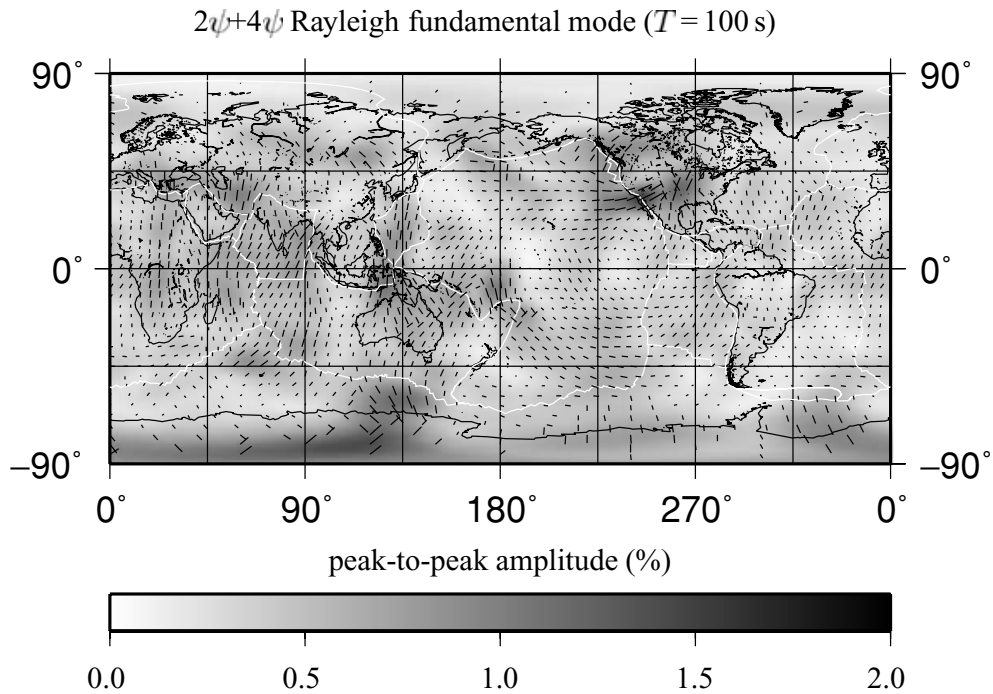 2ψ+4ψ Rayleigh fundamental mode (T = 100 s)
90° 90°
0° 0°
−90° −90°
0° 90° 180° 270° 0°
peak-to-peak amplitude (%)
0.0 0.5 1.0 1.5 2.0